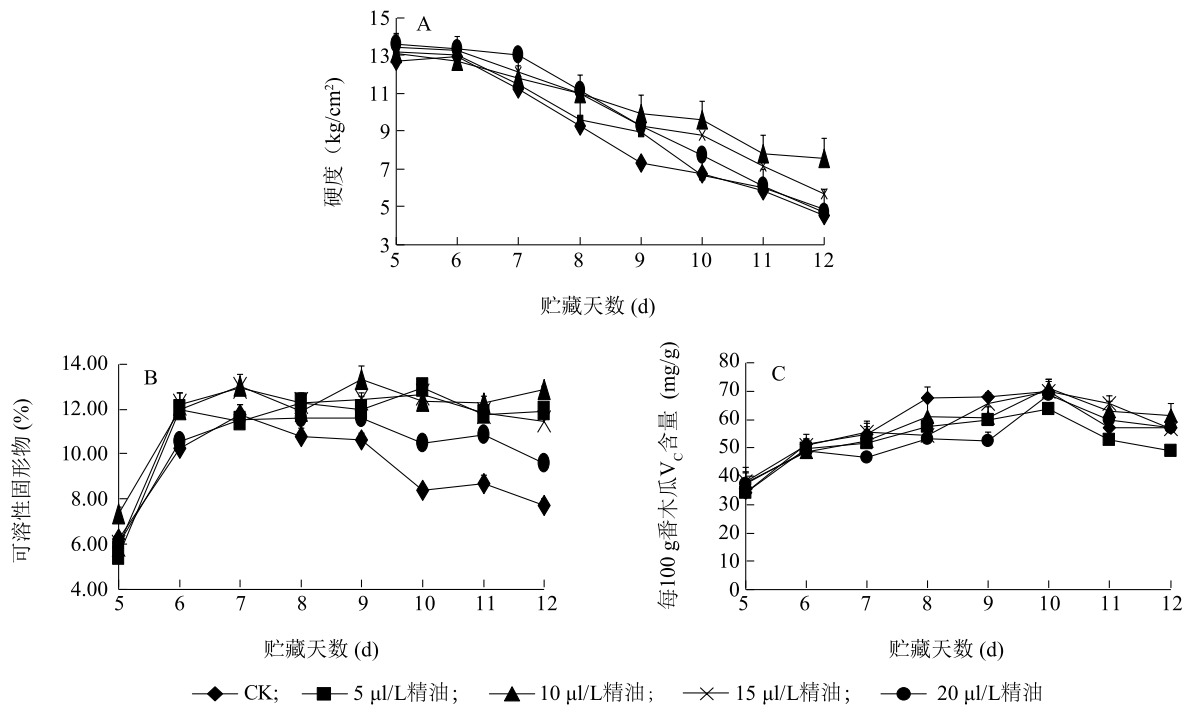 A
硬度（kg/cm²)
15
13
11
9
7
5
3
5 6 7 8 9 10 11 12
贮藏天数 (d)
B
可溶性固形物 (%)
14.00
12.00
10.00
8.00
6.00
4.00
5 6 7 8 9 10 11 12
贮藏天数 (d)
C
每100 g番木瓜VC含量 (mg/g)
80
70
60
50
40
30
20
10
0
5 6 7 8 9 10 11 12
贮藏天数 (d)
CK; 5 μl/L精油; 10 μl/L精油; 15 μl/L精油; 20 μl/L精油